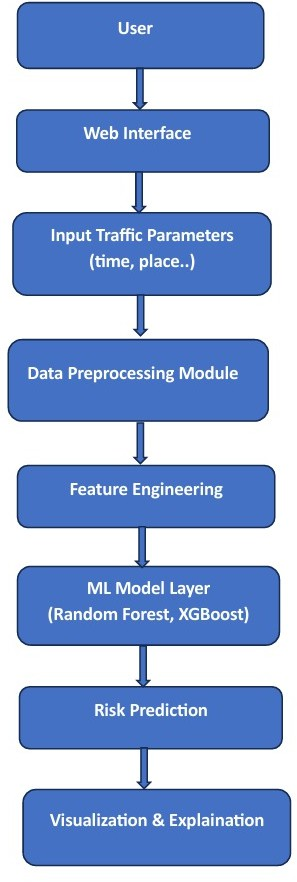 User
Web Interface
Input Traffic Parameters
(time, place..)
Data Preprocessing Module
Feature Engineering
ML Model Layer
(Random Forest, XGBoost)
Risk Prediction
Visualization & Explaination